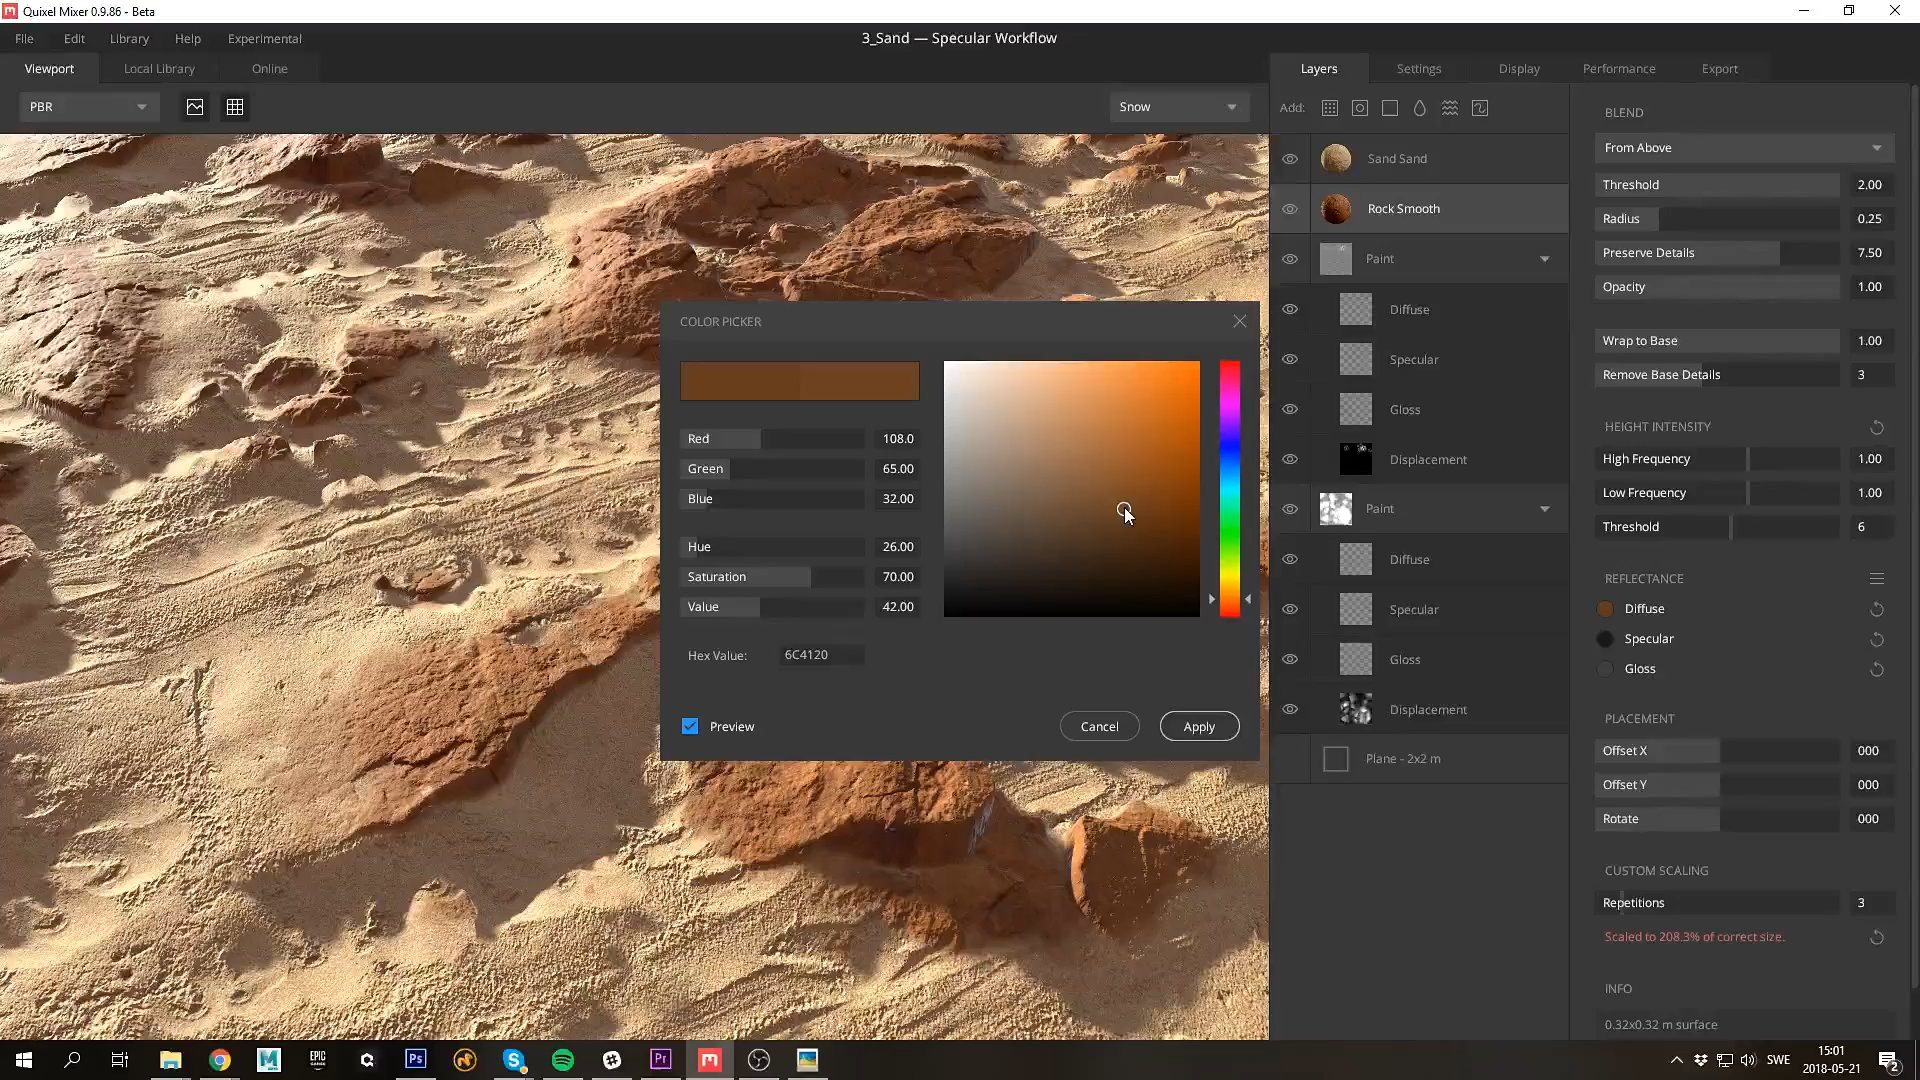 Quixel Mixer 0.9.86 - Beta
File Edit Library Help Experimental
3_Sand — Specular Workflow
Viewport Local Library Online
Layers Settings Display Performance Export
PBR
Snow
Add:
Sand Sand
Rock Smooth
Paint
Diffuse
Specular
Gloss
Displacement
Paint
Diffuse
Specular
Gloss
Displacement
Plane - 2x2 m
COLOR PICKER
Red 108.0
Green 65.00
Blue 32.00
Hue 26.00
Saturation 70.00
Value 42.00
Hex Value: 6C4120
Preview
Cancel
Apply
BLEND
From Above
Threshold 2.00
Radius 0.25
Preserve Details 7.50
Opacity 1.00
Wrap to Base 1.00
Remove Base Details 3
HEIGHT INTENSITY
High Frequency 1.00
Low Frequency 1.00
Threshold 6
REFLECTANCE
Diffuse
Specular
Gloss
PLACEMENT
Offset X 000
Offset Y 000
Rotate 000
CUSTOM SCALING
Repetitions 3
Scaled to 208.3% of correct size.
INFO
0.32x0.32 m surface
M
EPIC GAMES
Ps
Pr
SWE
15:01
2018-05-21
2